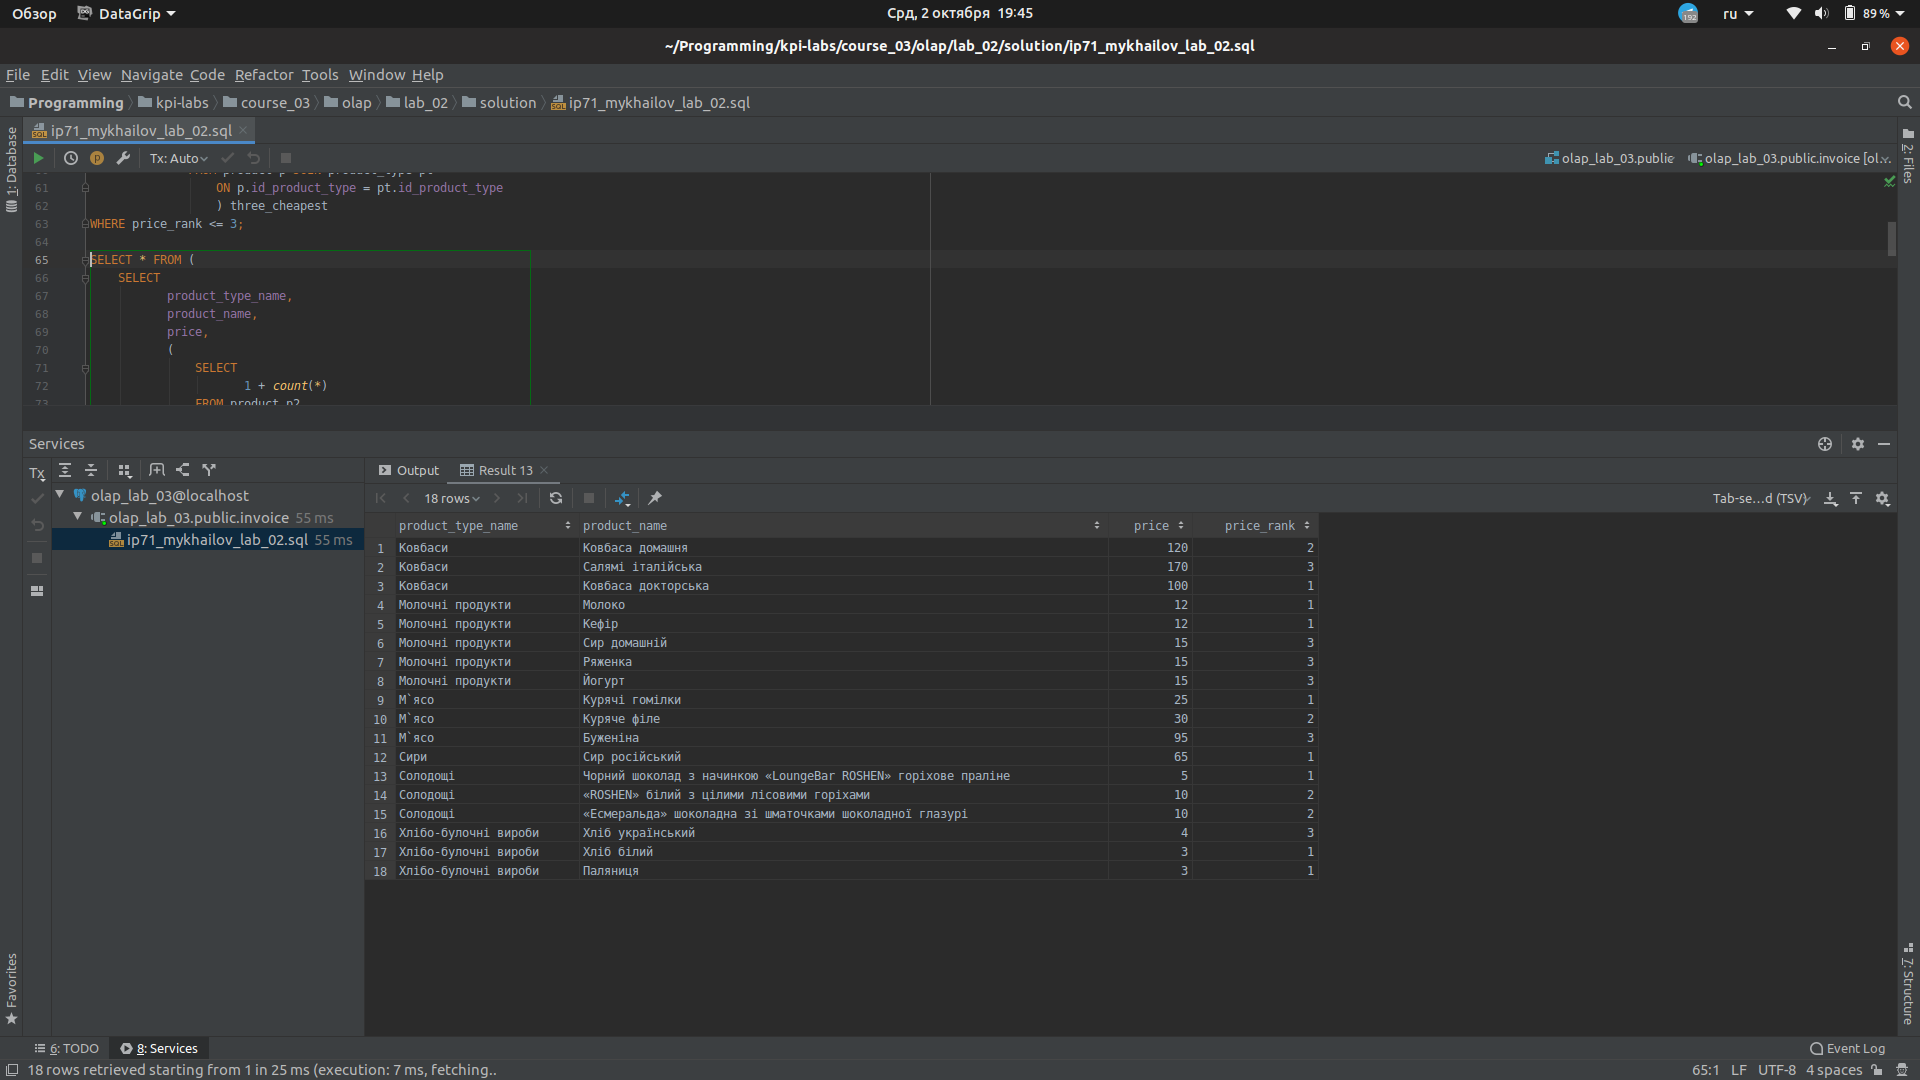 Обзор DataGrip Срд, 2 октября 19:45 192 ru 89 %
~/Programming/kpi-labs/course_03/olap/lab_02/solution/ip71_mykhailov_lab_02.sql
File Edit View Navigate Code Refactor Tools Window Help
Programming kpi-labs course_03 olap lab_02 solution ip71_mykhailov_lab_02.sql
ip71_mykhailov_lab_02.sql
Tx: Auto olap_lab_03.public olap_lab_03.public.invoice [ol...
1: Database
2: Files
61 ON p.id_product_type = pt.id_product_type
62 ) three_cheapest
63 WHERE price_rank <= 3;
64
65 SELECT * FROM (
66 SELECT
67 product_type_name,
68 product_name,
69 price,
70 (
71 SELECT
72 1 + count(*)
73 FROM product p2
Services
Tx Output Result 13
18 rows Tab-se...d (TSV)
olap_lab_03@localhost
olap_lab_03.public.invoice 55 ms
ip71_mykhailov_lab_02.sql 55 ms
product_type_name product_name price price_rank
1 Ковбаси Ковбаса домашня 120 2
2 Ковбаси Салямі італійська 170 3
3 Ковбаси Ковбаса докторська 100 1
4 Молочні продукти Молоко 12 1
5 Молочні продукти Кефір 12 1
6 Молочні продукти Сир домашній 15 3
7 Молочні продукти Ряженка 15 3
8 Молочні продукти Йогурт 15 3
9 М`ясо Курячі гомілки 25 1
10 М`ясо Куряче філе 30 2
11 М`ясо Буженіна 95 3
12 Сири Сир російський 65 1
13 Солодощі Чорний шоколад з начинкою «LoungeBar ROSHEN» горіхове праліне 5 1
14 Солодощі «ROSHEN» білий з цілими лісовими горіхами 10 2
15 Солодощі «Есмеральда» шоколадна зі шматочками шоколадної глазурі 10 2
16 Хлібо-булочні вироби Хліб український 4 3
17 Хлібо-булочні вироби Хліб білий 3 1
18 Хлібо-булочні вироби Паляниця 3 1
Favorites
7: Structure
6: TODO 8: Services Event Log
18 rows retrieved starting from 1 in 25 ms (execution: 7 ms, fetching.. 65:1 LF UTF-8 4 spaces